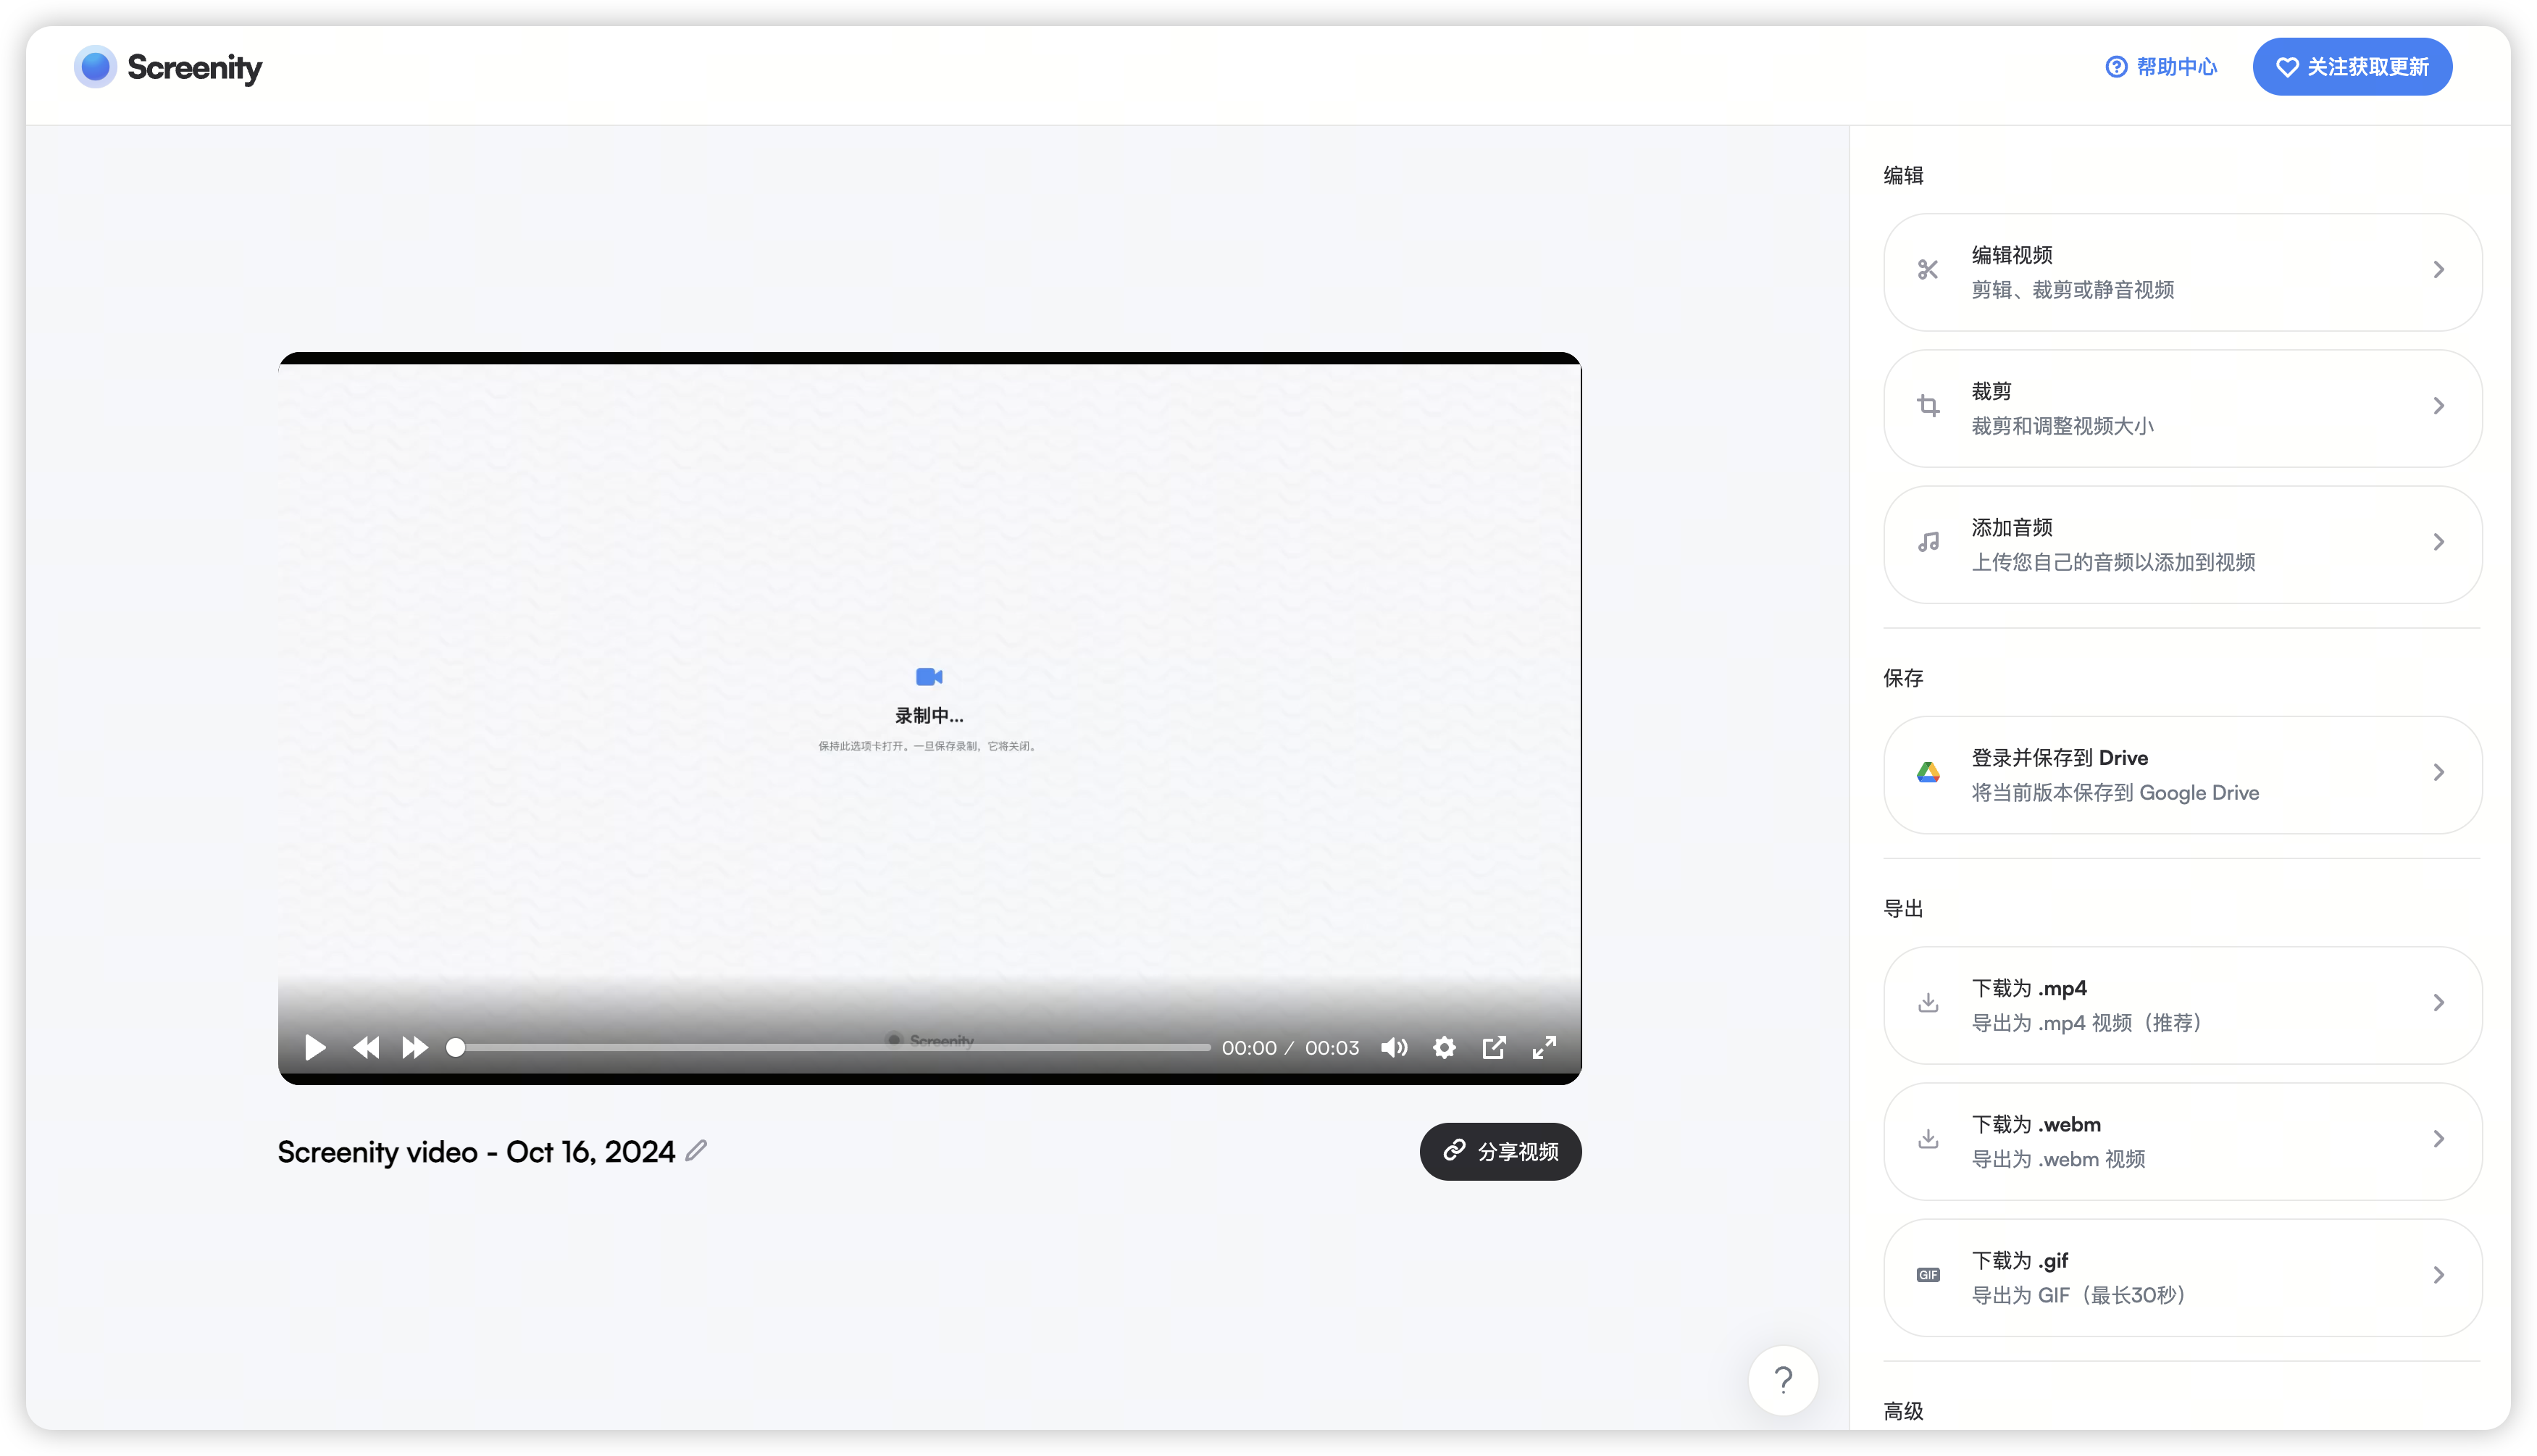 Screenity
帮助中心
关注获取更新
录制中...
保持此选项卡打开。一旦保存录制，它将关闭。
Screenity
00:00 / 00:03
Screenity video - Oct 16, 2024
分享视频
?
编辑
编辑视频
剪辑、裁剪或静音视频
裁剪
裁剪和调整视频大小
添加音频
上传您自己的音频以添加到视频
保存
登录并保存到 Drive
将当前版本保存到 Google Drive
导出
下载为 .mp4
导出为 .mp4 视频（推荐）
下载为 .webm
导出为 .webm 视频
GIF
下载为 .gif
导出为 GIF（最长30秒）
高级